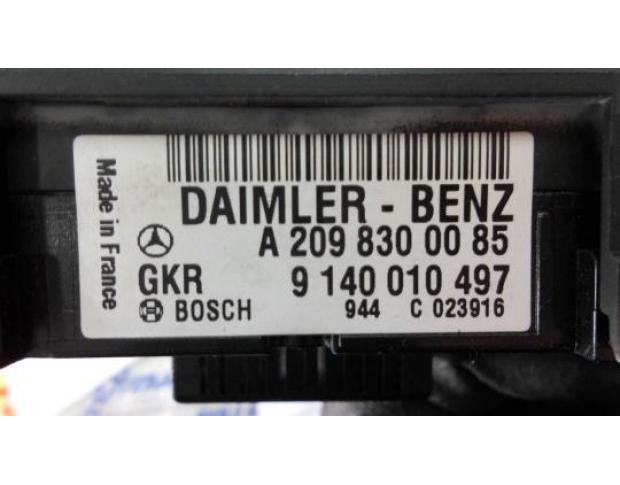 Made in France
DAIMLER - BENZ
A 209 830 00 85
GKR 9 140 010 497
BOSCH 944 C 023916